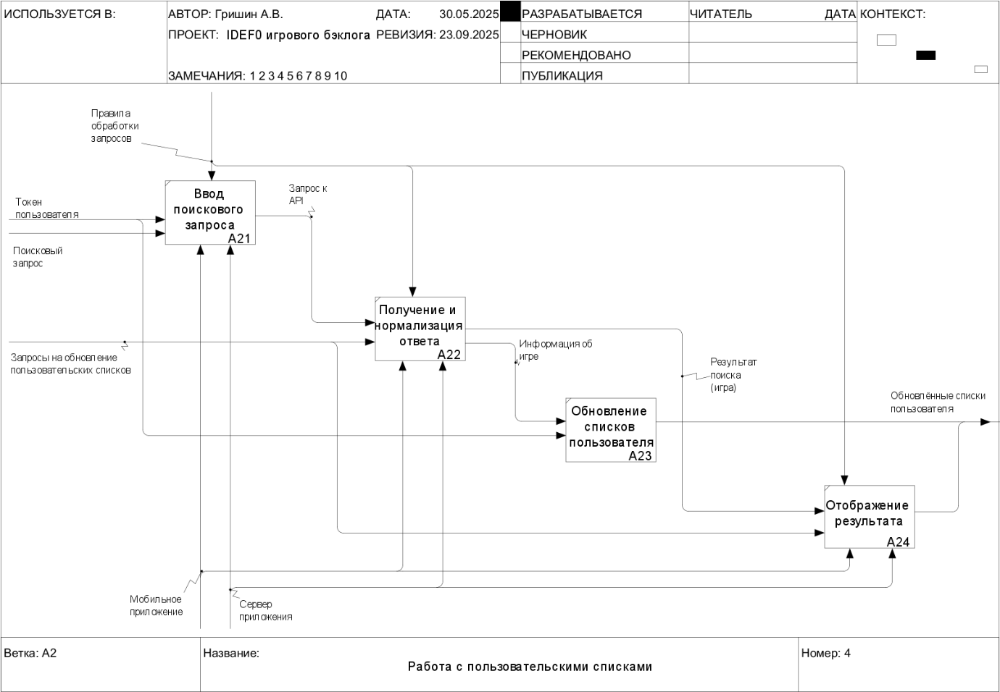 ИСПОЛЬЗУЕТСЯ В:
АВТОР: Гришин А.В.
ДАТА: 30.05.2025
РАЗРАБАТЫВАЕТСЯ
ЧИТАТЕЛЬ
ДАТА
КОНТЕКСТ:
ПРОЕКТ: IDEF0 игрового бэклога
РЕВИЗИЯ: 23.09.2025
ЧЕРНОВИК
РЕКОМЕНДОВАНО
ЗАМЕЧАНИЯ: 1 2 3 4 5 6 7 8 9 10
ПУБЛИКАЦИЯ
Правила
обработки
запросов
Токен
пользователя
Ввод
поискового
запроса
A21
Запрос к
API
Поисковый
запрос
Получение и
нормализация
ответа
A22
Запросы на обновление
пользовательских списков
Информация об
игре
Результат
поиска
(игра)
Обновлённые списки
пользователя
Обновление
списков
пользователя
A23
Отображение
результата
A24
Мобильное
приложение
Сервер
приложения
Ветка: A2
Название:
Работа с пользовательскими списками
Номер: 4